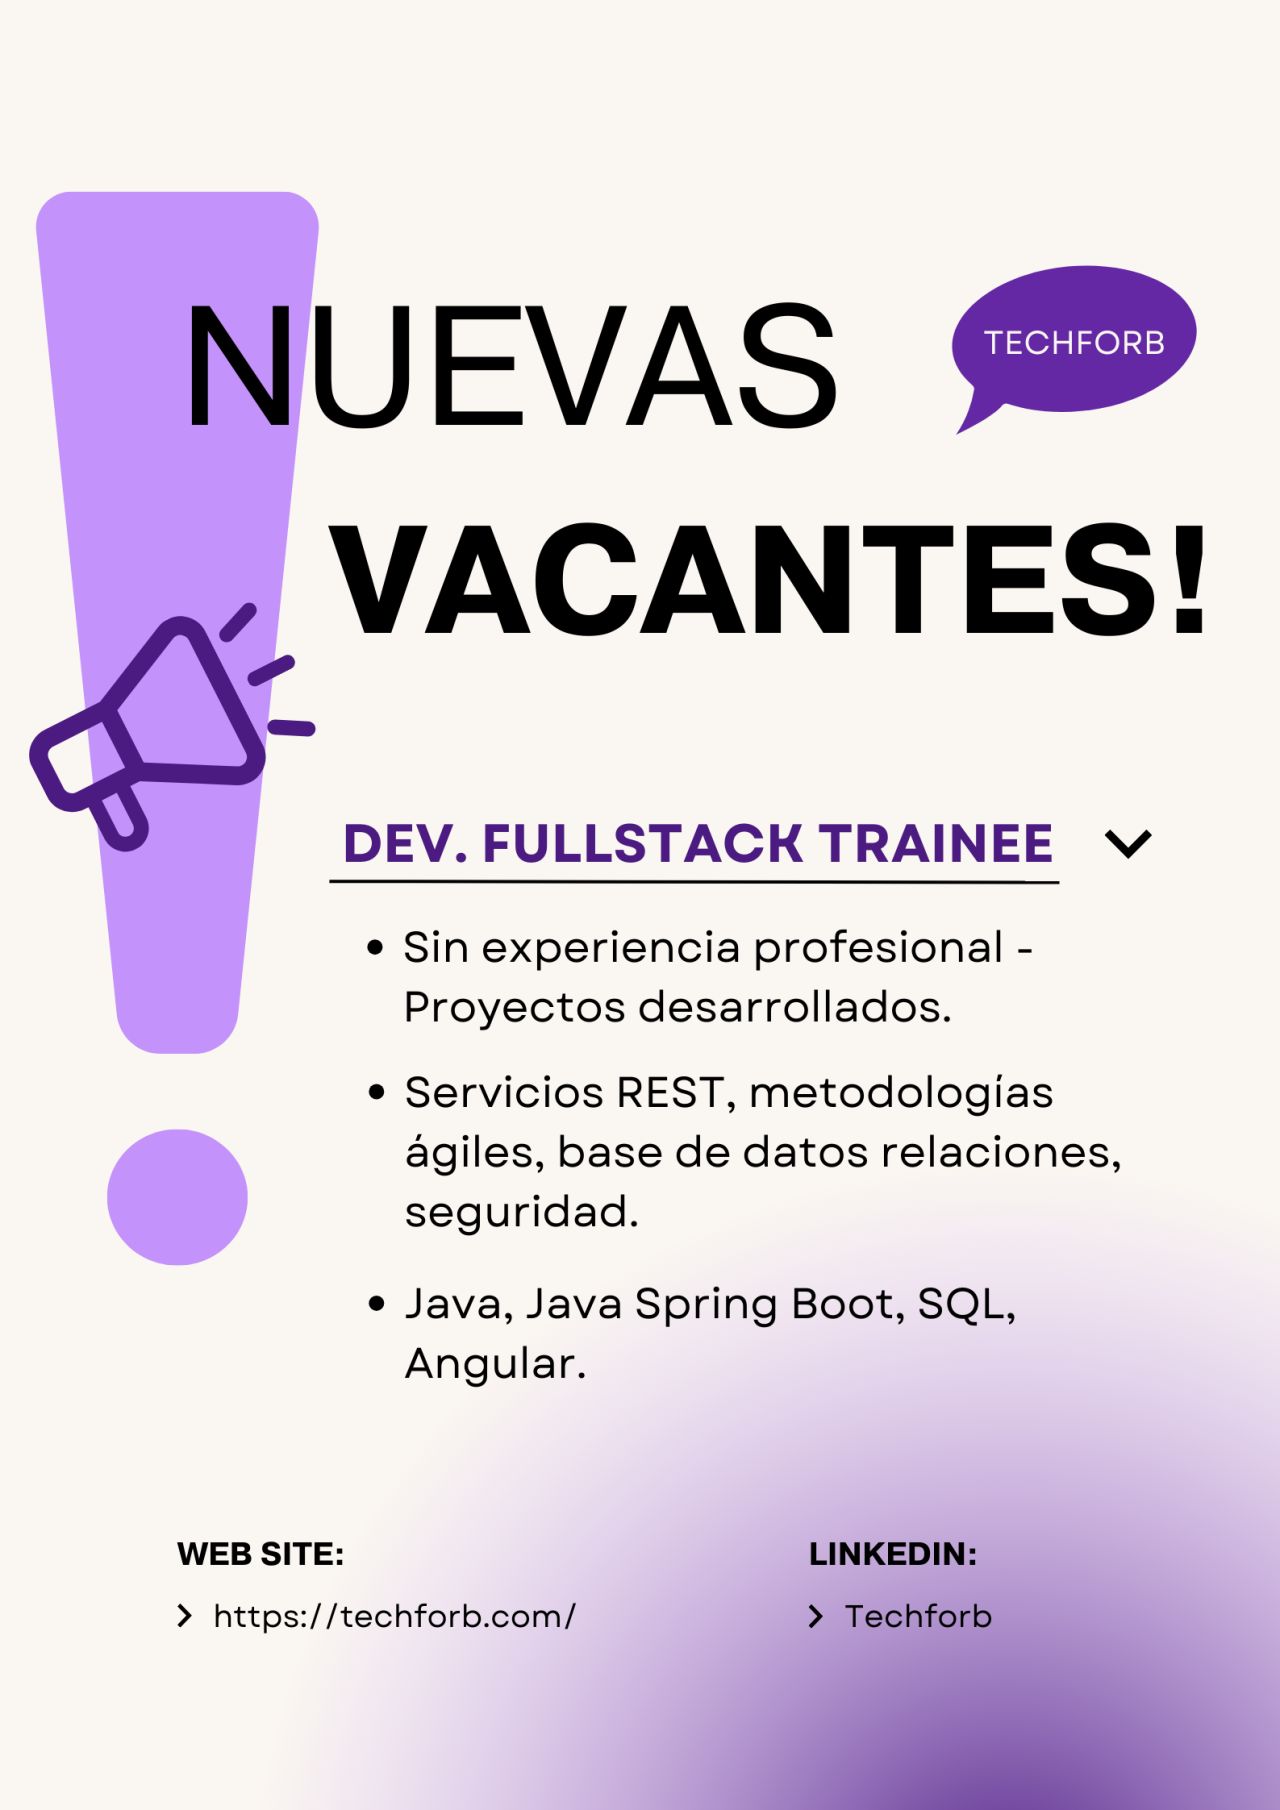 NUEVAS
TECHFORB
VACANTES!
DEV. FULLSTACK TRAINEE
Sin experiencia profesional -
Proyectos desarrollados.
Servicios REST, metodologías
ágiles, base de datos relaciones,
seguridad.
Java, Java Spring Boot, SQL,
Angular.
WEB SITE:
https://techforb.com/
LINKEDIN:
Techforb